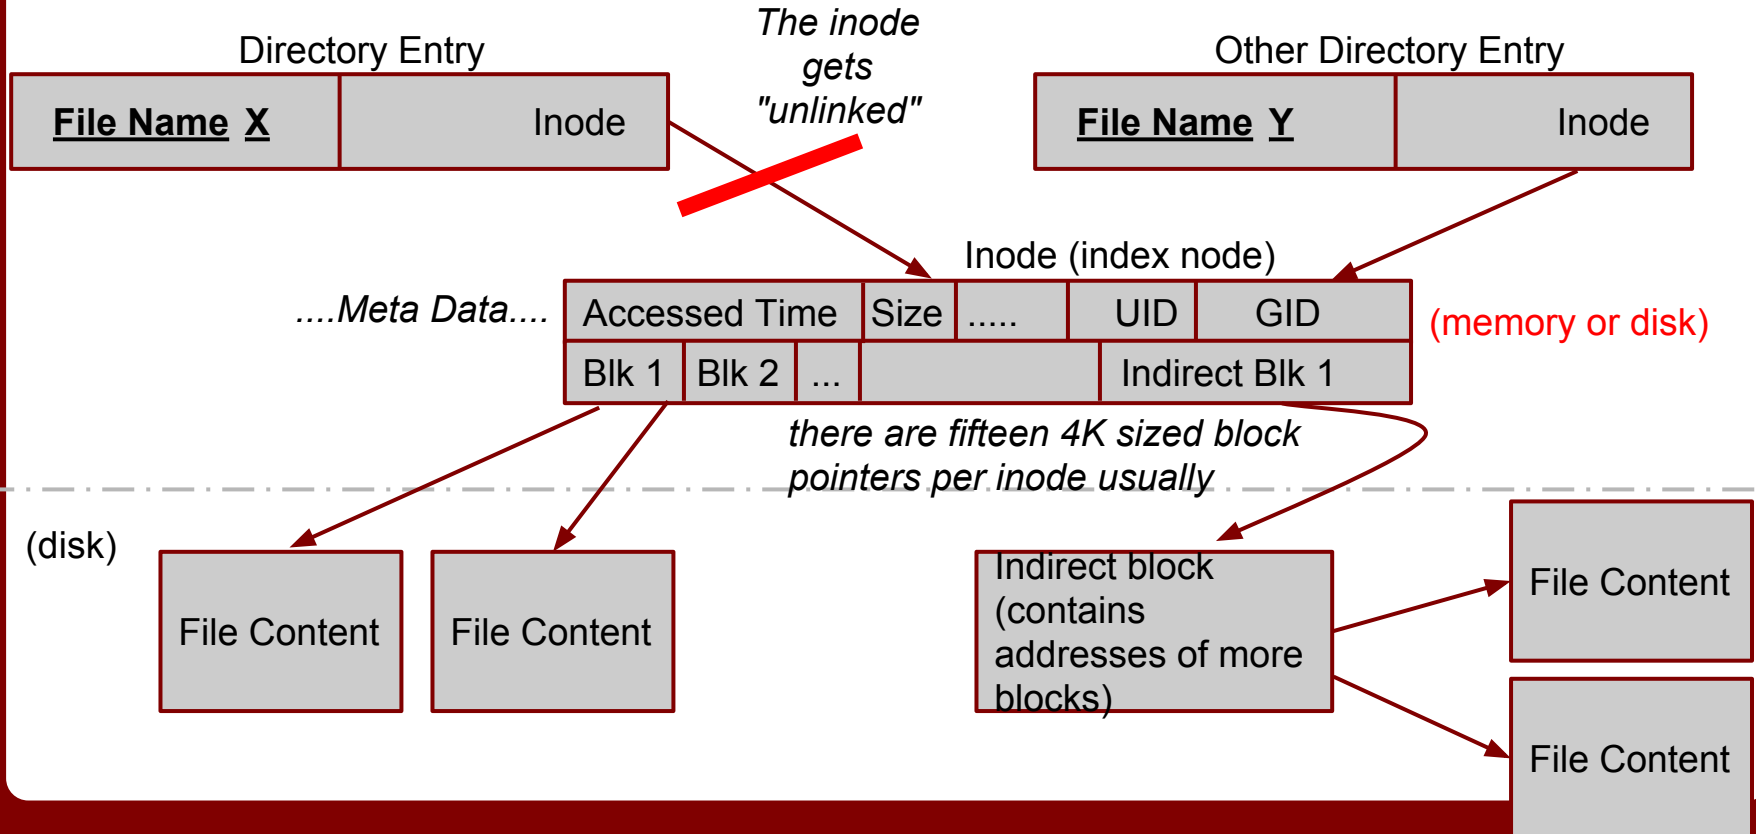 Directory Entry
The inode
gets
"unlinked"
Other Directory Entry
File Name X
Inode
File Name Y
Inode
Inode (index node)
....Meta Data....
Accessed Time
Size
.....
UID
GID
(memory or disk)
Blk 1
Blk 2
...
Indirect Blk 1
there are fifteen 4K sized block
pointers per inode usually
(disk)
File Content
File Content
Indirect block
(contains
addresses of more
blocks)
File Content
File Content